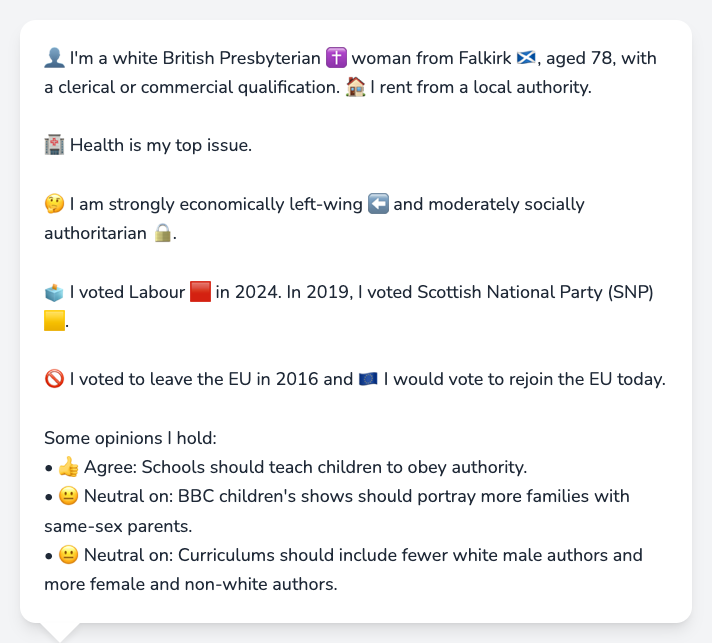 👤 I'm a white British Presbyterian ✝️ woman from Falkirk 🏴󠁧󠁢󠁳󠁣󠁴󠁿, aged 78, with
a clerical or commercial qualification. 🏠 I rent from a local authority.
🏥 Health is my top issue.
🤔 I am strongly economically left-wing ⬅️ and moderately socially
authoritarian 🔒.
🗳️ I voted Labour 🟥 in 2024. In 2019, I voted Scottish National Party (SNP)
🟨.
🚫 I voted to leave the EU in 2016 and 🇪🇺 I would vote to rejoin the EU today.
Some opinions I hold:
• 👍 Agree: Schools should teach children to obey authority.
• 😐 Neutral on: BBC children's shows should portray more families with
same-sex parents.
• 😐 Neutral on: Curriculums should include fewer white male authors and
more female and non-white authors.